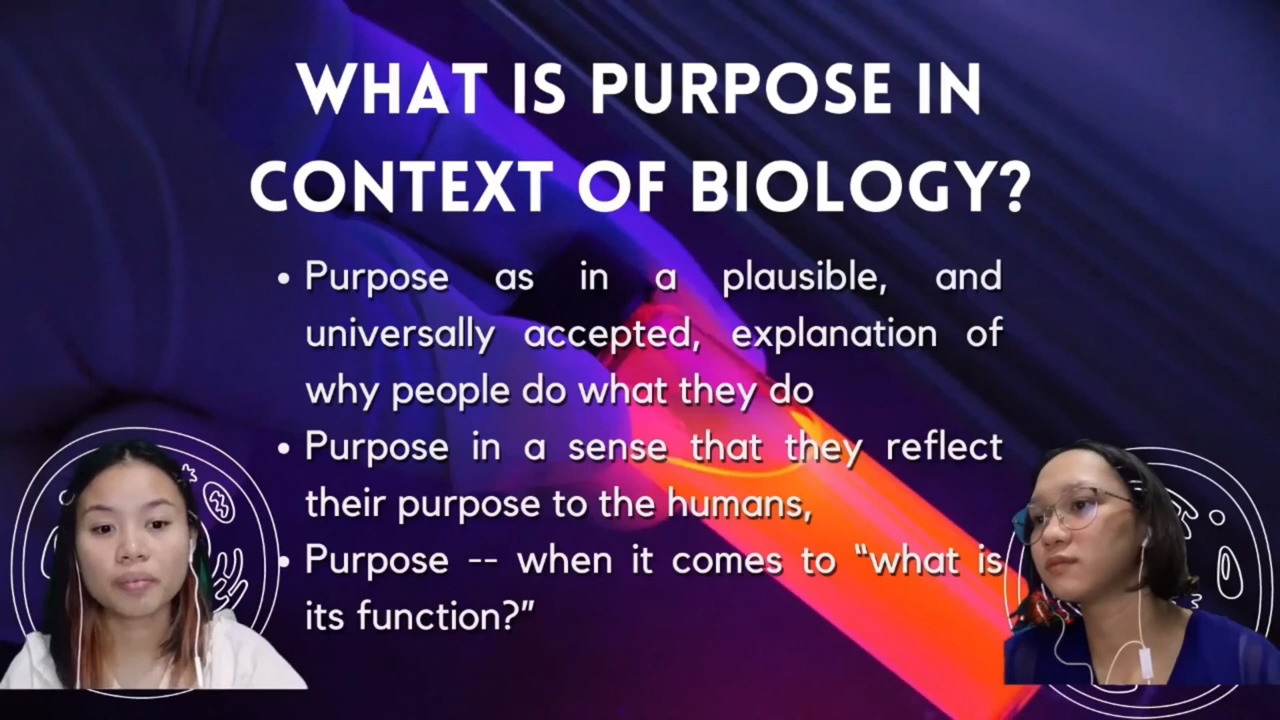 WHAT IS PURPOSE IN
CONTEXT OF BIOLOGY?
• Purpose as in a plausible, and
universally accepted, explanation of
why people do what they do
• Purpose in a sense that they reflect
their purpose to the humans,
• Purpose -- when it comes to “what is
its function?”